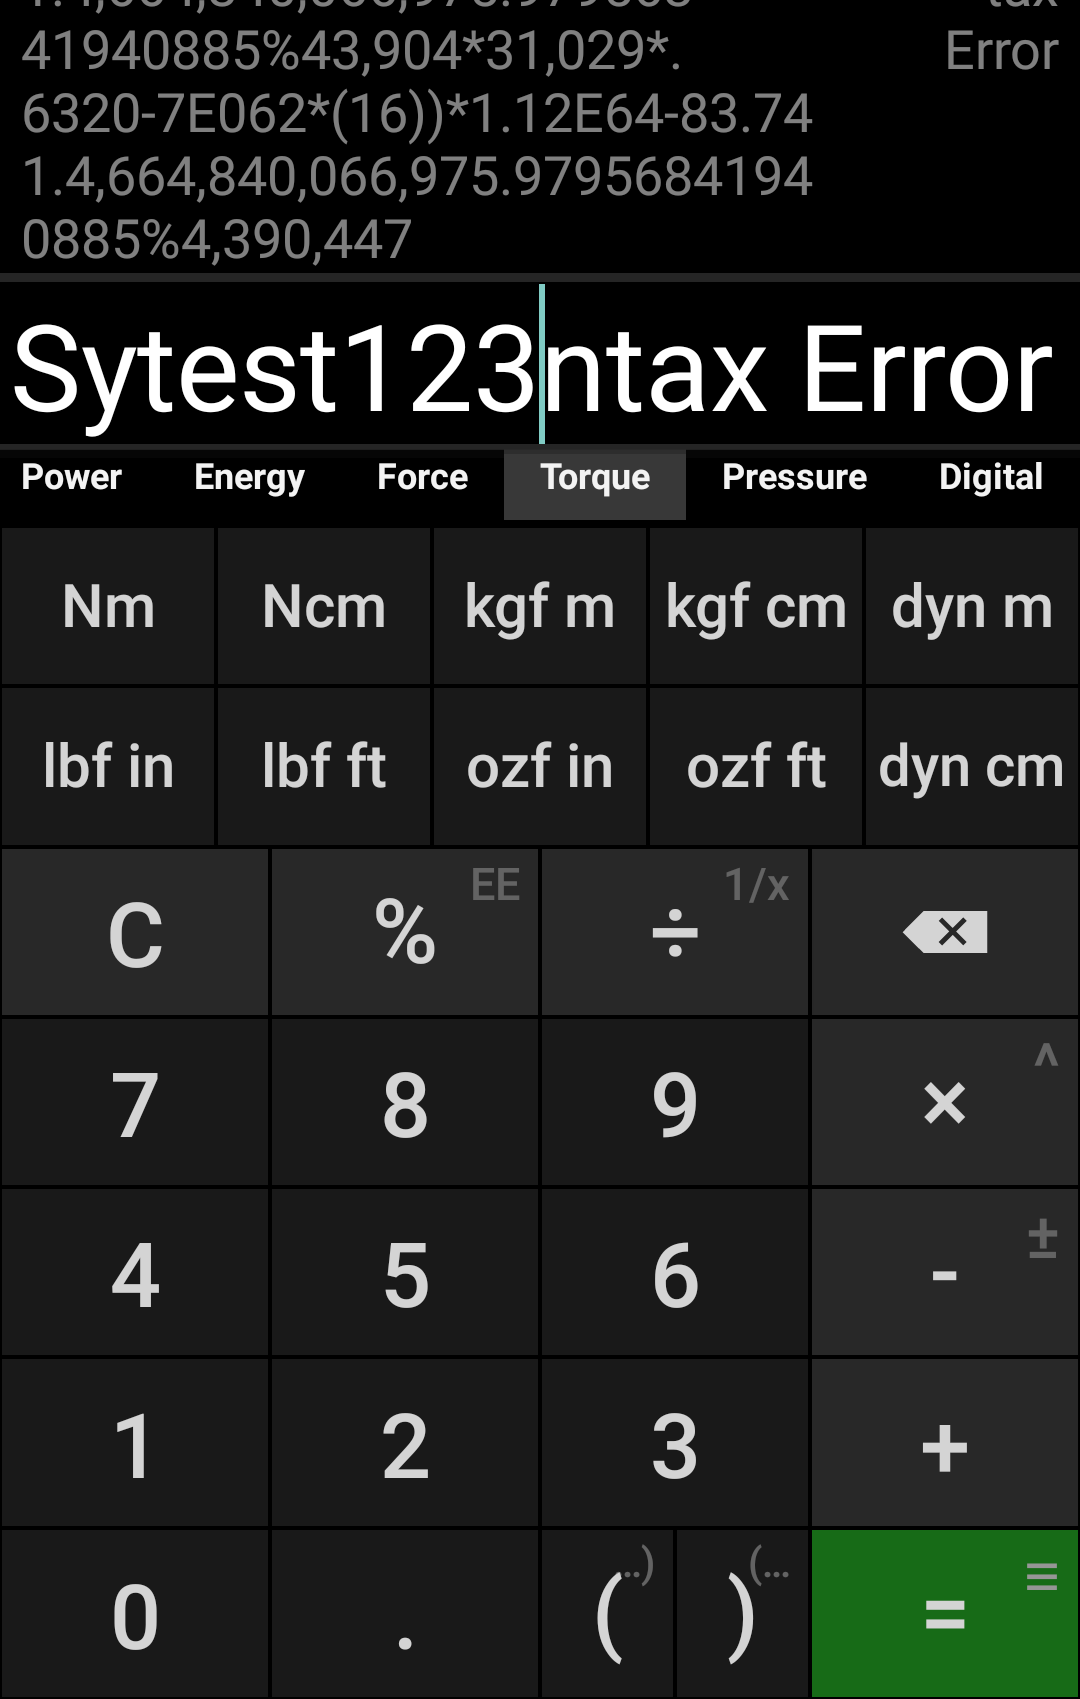 41940885%43,904*31,029*. Error
6320-7E062*(16))*1.12E64-83.74
1.4,664,840,066,975.9795684194
0885%4,390,447
Sytest123ntax Error
Power Energy Force Torque Pressure Digital
Nm Ncm kgf m kgf cm dyn m
lbf in lbf ft ozf in ozf ft dyn cm
C % EE ÷ 1/x
7 8 9 × ^
4 5 6 - ±
1 2 3 +
0 . ( ..) ) (... =